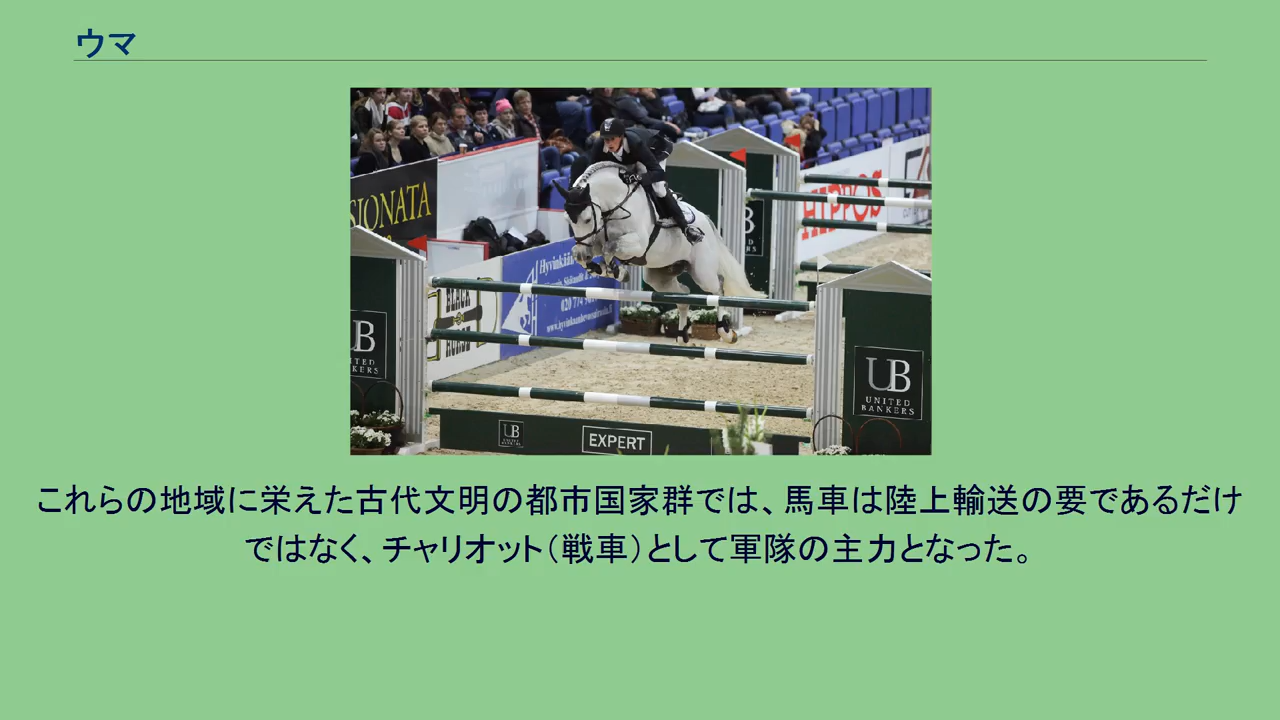 ウマ
SIONATA
HIPPOS
B
BANKERS
Hyvinkään
BLACK
HORSE
UB
UNITED
BANKERS
UB
EXPERT
これらの地域に栄えた古代文明の都市国家群では、馬車は陸上輸送の要であるだけ
ではなく、チャリオット（戦車）として軍隊の主力となった。